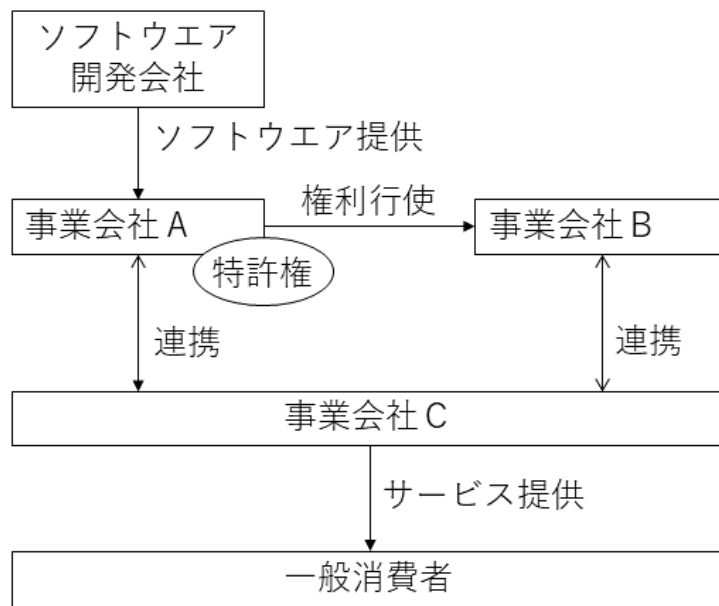 ソフトウエア
開発会社
ソフトウエア提供
事業会社A
権利行使
事業会社B
特許権
連携
連携
事業会社C
サービス提供
一般消費者